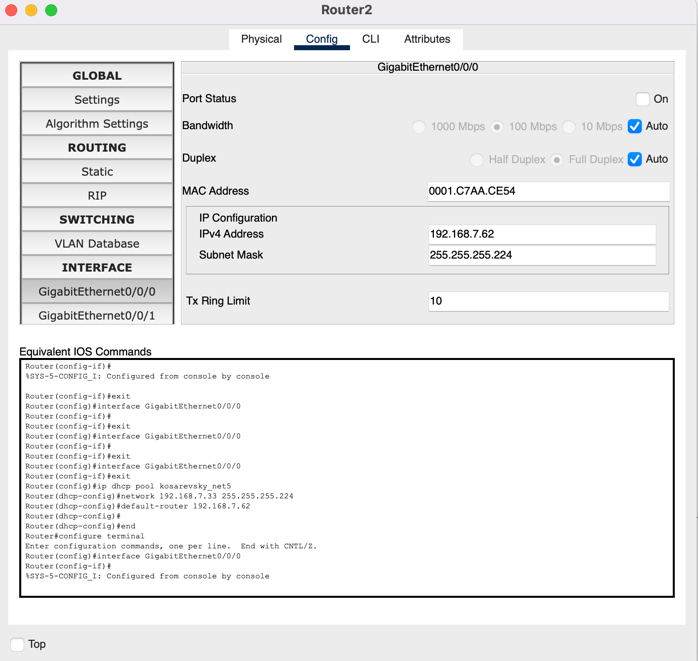 Router2
Physical Config CLI Attributes
GLOBAL
Settings
Algorithm Settings
ROUTING
Static
RIP
SWITCHING
VLAN Database
INTERFACE
GigabitEthernet0/0/0
GigabitEthernet0/0/1
GigabitEthernet0/0/0
Port Status On
Bandwidth 1000 Mbps 100 Mbps 10 Mbps Auto
Duplex Half Duplex Full Duplex Auto
MAC Address 0001.C7AA.CE54
IP Configuration
IPv4 Address 192.168.7.62
Subnet Mask 255.255.255.224
Tx Ring Limit 10
Equivalent IOS Commands
Router(config-if)#
%SYS-5-CONFIG_I: Configured from console by console
Router(config-if)#exit
Router(config)#interface GigabitEthernet0/0/0
Router(config-if)#
Router(config-if)#exit
Router(config)#interface GigabitEthernet0/0/0
Router(config-if)#
Router(config-if)#exit
Router(config)#interface GigabitEthernet0/0/0
Router(config-if)#exit
Router(config)#ip dhcp pool kosarevsky_net5
Router(dhcp-config)#network 192.168.7.33 255.255.255.224
Router(dhcp-config)#default-router 192.168.7.62
Router(dhcp-config)#
Router(dhcp-config)#end
Router#configure terminal
Enter configuration commands, one per line. End with CNTL/Z.
Router(config)#interface GigabitEthernet0/0/0
Router(config-if)#
%SYS-5-CONFIG_I: Configured from console by console
Top